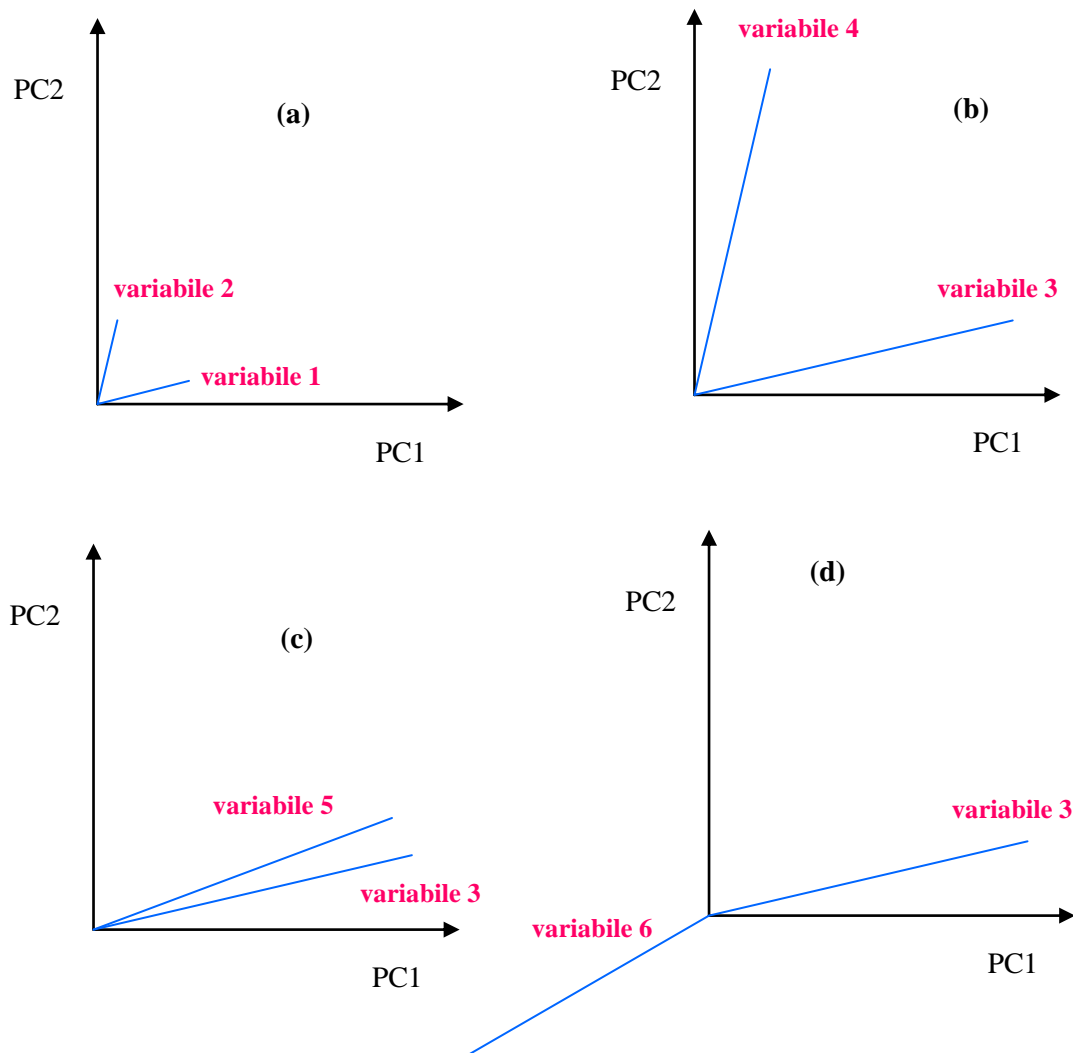 variabile 4
PC2
(a)
PC2
(b)
variabile 2
variabile 3
variabile 1
PC1
PC1
PC2
(c)
variabile 5
variabile 3
PC1
(d)
PC2
variabile 3
variabile 6
PC1